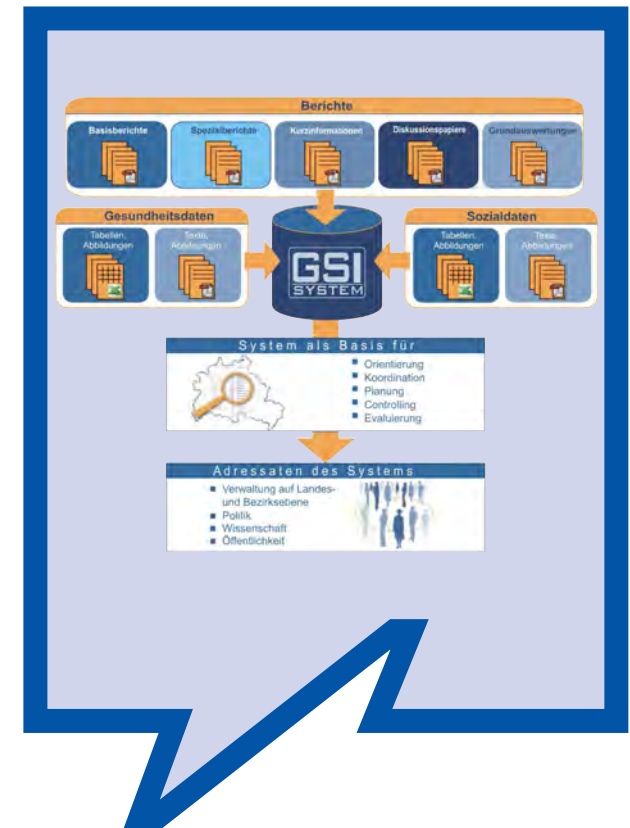 Berichte
Basisberichte
Spezialberichte
Kurzinformationen
Diskussionspapiere
Grundauswertungen
Gesundheitsdaten
Tabellen,
Abbildungen
Texte,
Abbildungen
GSI
SYSTEM
Sozialdaten
Tabellen,
Abbildungen
Texte,
Abbildungen
System als Basis für
Orientierung
Koordination
Planung
Controlling
Evaluierung
Adressaten des Systems
Verwaltung auf Landes-
und Bezirksebene
Politik
Wissenschaft
Öffentlichkeit